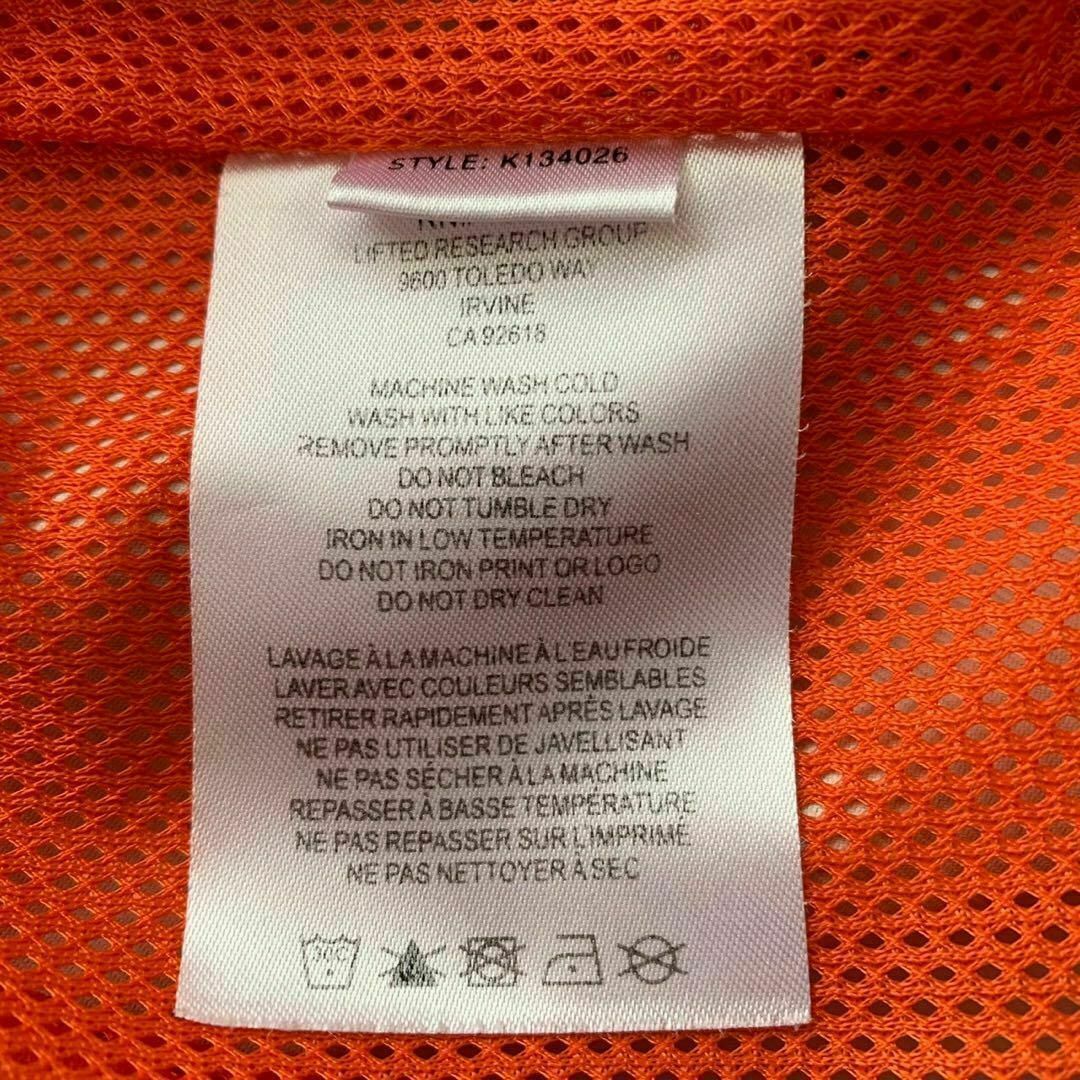 STYLE: K134026
LIFTED RESEARCH GROUP
9600 TOLEDO WAY
IRVINE
CA 92618
MACHINE WASH COLD
WASH WITH LIKE COLORS
REMOVE PROMPTLY AFTER WASH
DO NOT BLEACH
DO NOT TUMBLE DRY
IRON IN LOW TEMPERATURE
DO NOT IRON PRINT OR LOGO
DO NOT DRY CLEAN
LAVAGE À LA MACHINE À L'EAU FROIDE
LAVER AVEC COULEURS SEMBLABLES
RETIRER RAPIDEMENT APRÈS LAVAGE
NE PAS UTILISER DE JAVELLISANT
NE PAS SÉCHER À LA MACHINE
REPASSER À BASSE TEMPÉRATURE
NE PAS REPASSER SUR L'IMPRIMÉ
NE PAS NETTOYER À SEC
30C